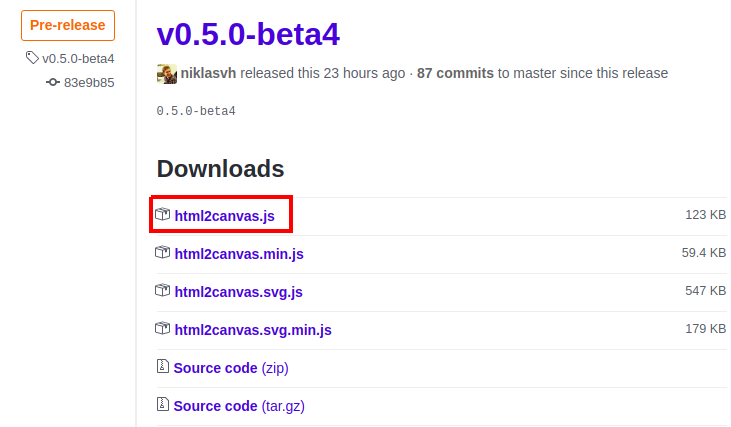 Pre-release
v0.5.0-beta4
83e9b85
v0.5.0-beta4
niklasvh released this 23 hours ago · 87 commits to master since this release
0.5.0-beta4
Downloads
html2canvas.js 123 KB
html2canvas.min.js 59.4 KB
html2canvas.svg.js 547 KB
html2canvas.svg.min.js 179 KB
Source code (zip)
Source code (tar.gz)